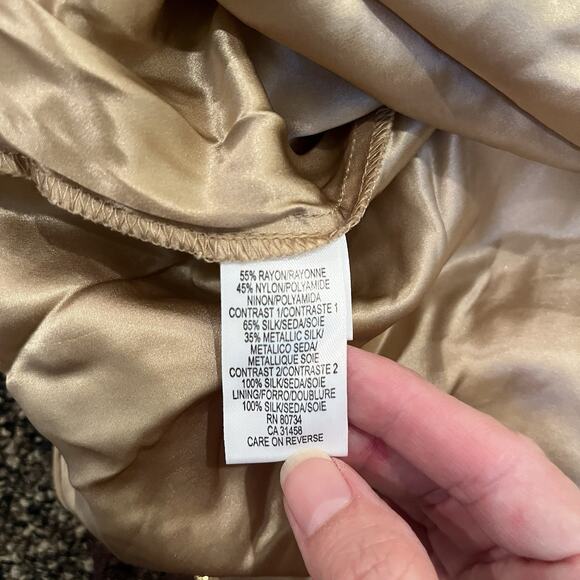 55% RAYON/RAYONNE
45% NYLON/POLYAMIDE
NINON/POLYAMIDA
CONTRAST 1/CONTRASTE 1
65% SILK/SEDA/SOIE
35% METALLIC SILK/
METALICO SEDA/
METALLIQUE SOIE
CONTRAST 2/CONTRASTE 2
100% SILK/SEDA/SOIE
LINING/FORRO/DOUBLURE
100% SILK/SEDA/SOIE
RN 80734
CA 31458
CARE ON REVERSE